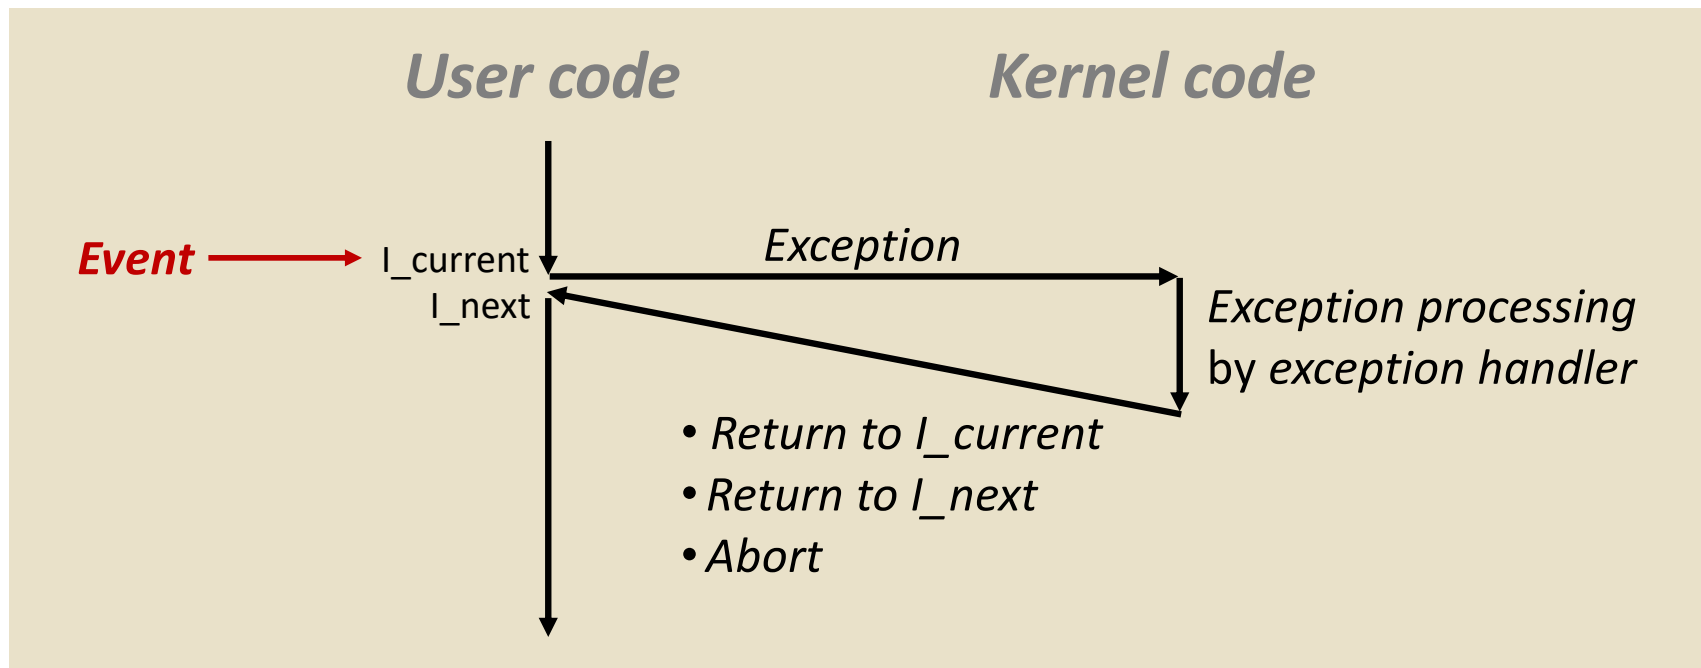 User code
Kernel code
Event
I_current
Exception
I_next
Exception processing
by exception handler
• Return to I_current
• Return to I_next
• Abort